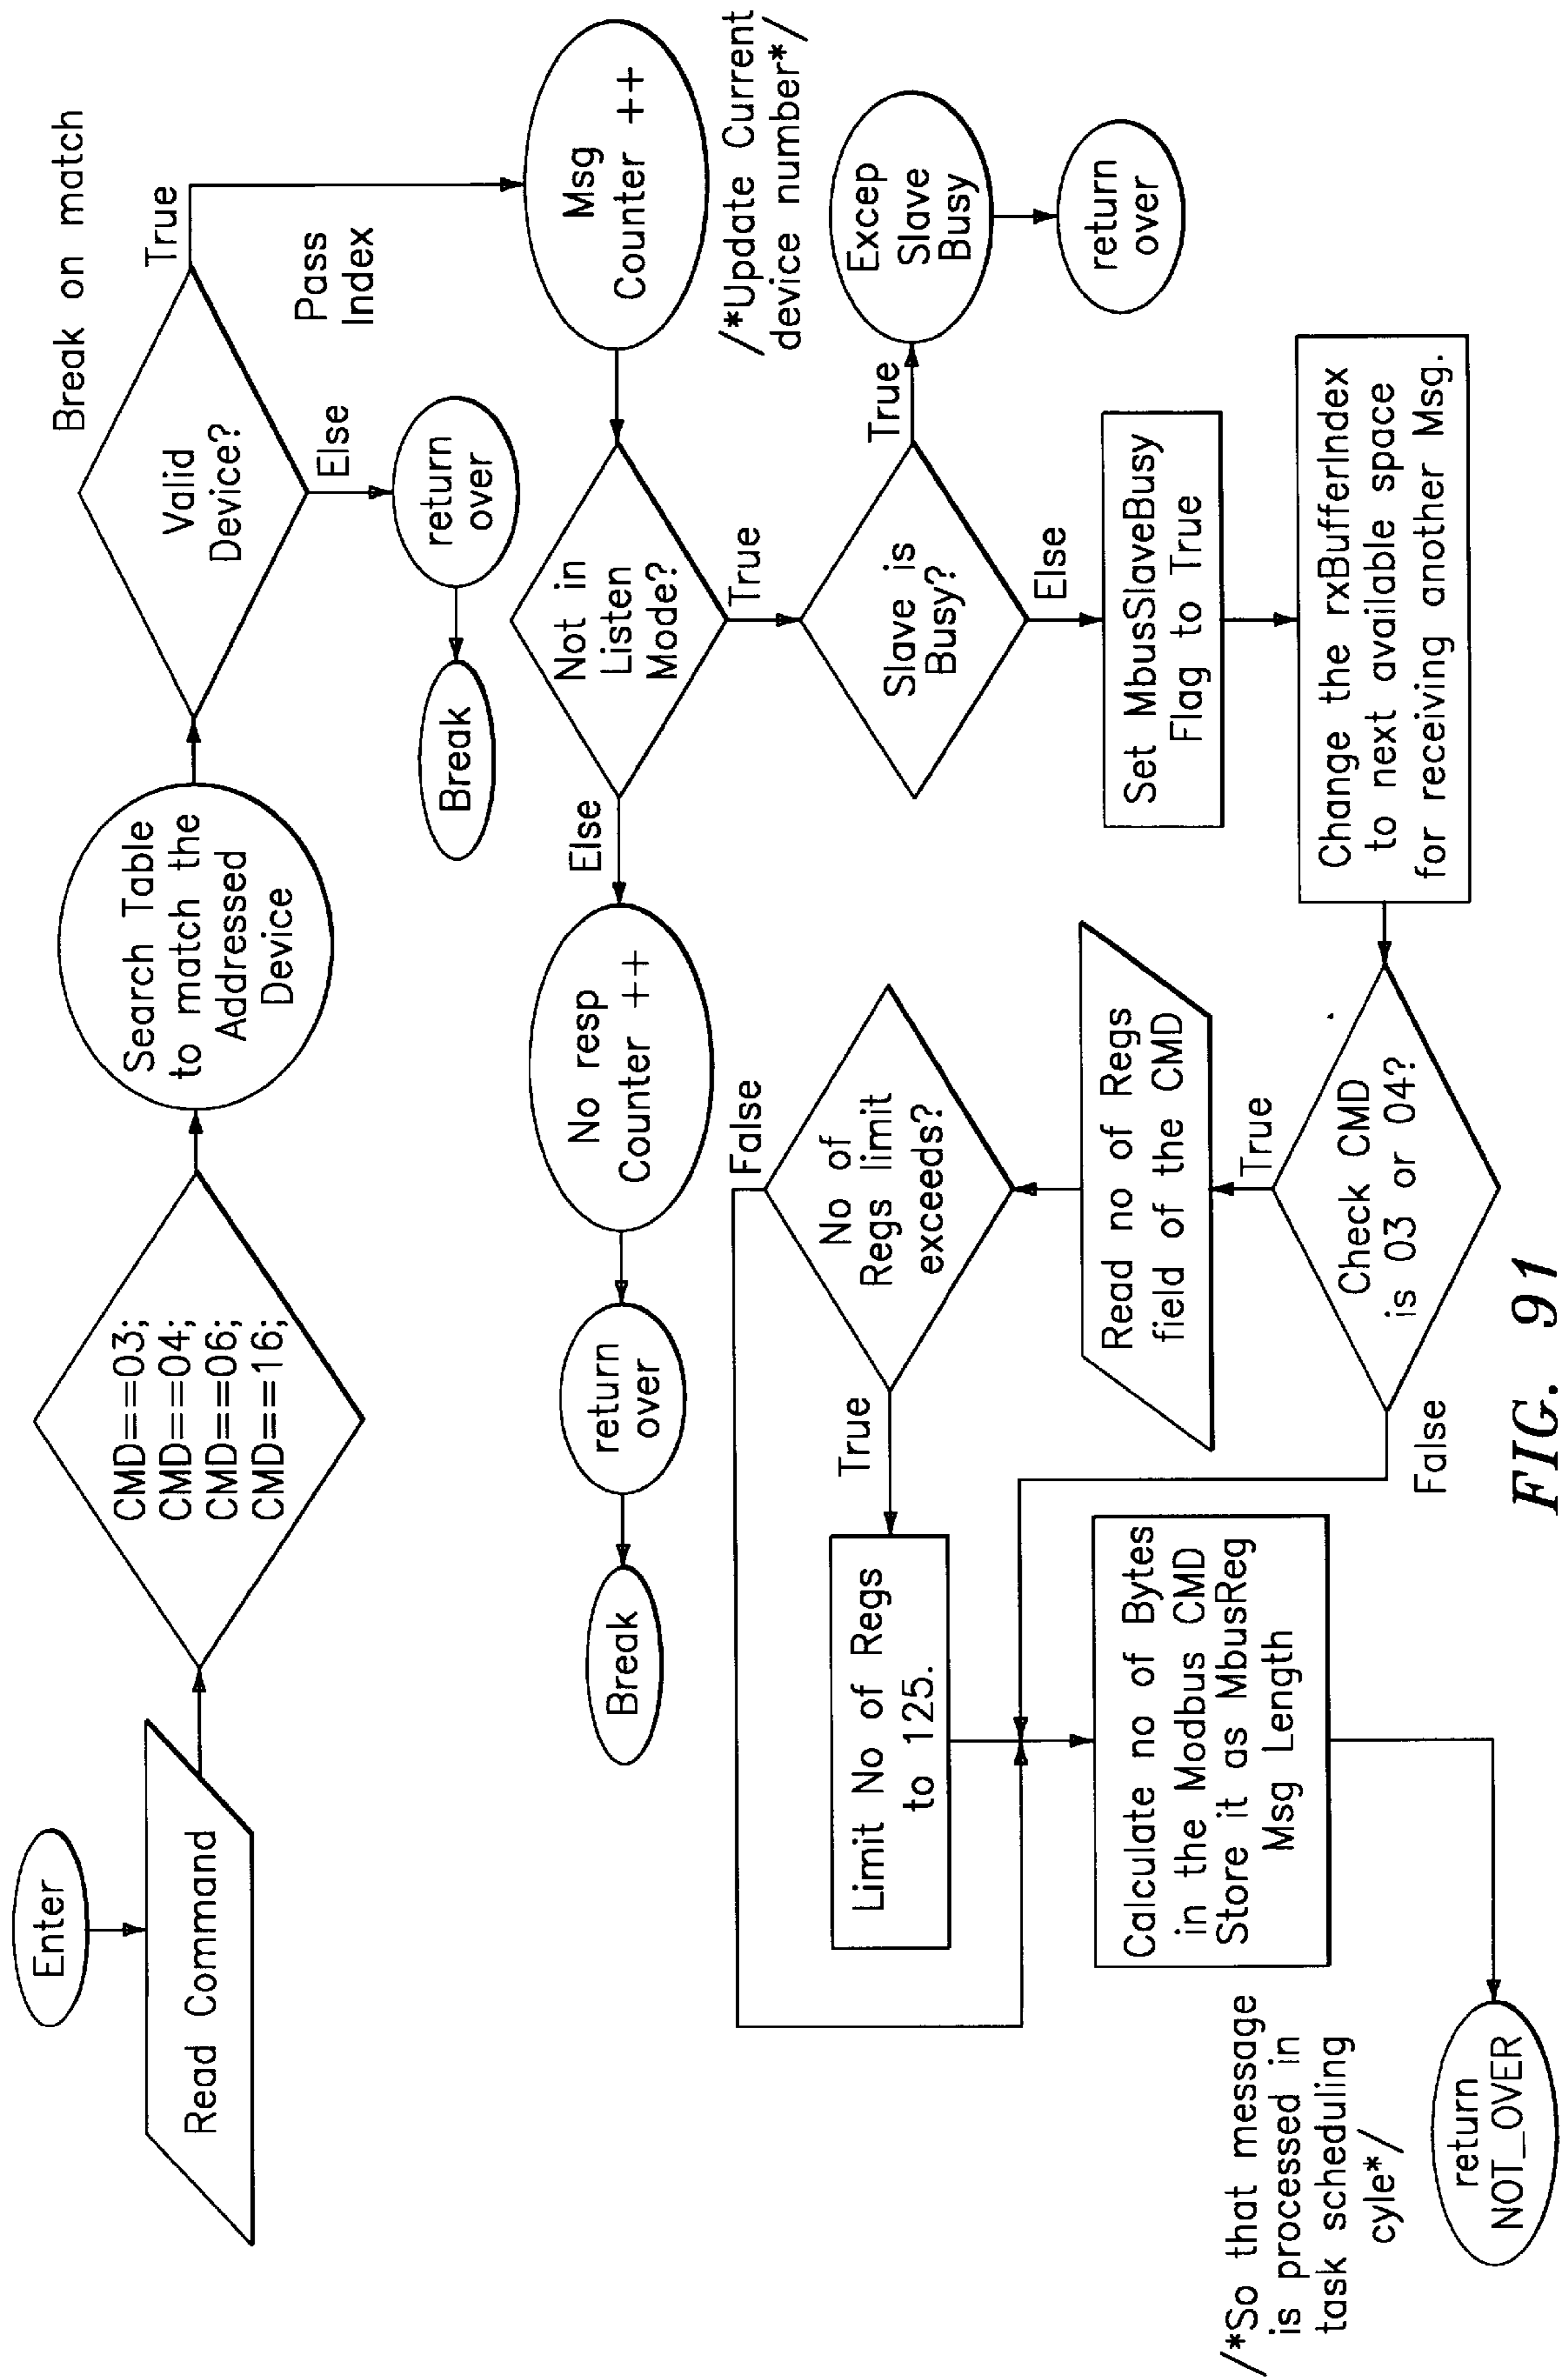 Enter
Read Command
CMD==03;
CMD==04;
CMD==06;
CMD==16;
Search Table
to match the
Addressed
Device
Valid
Device?
Break on match
True
Pass
Index
Else
return
over
Break
Msg
Counter ++
/*Update Current
device number*/
Not in
Listen
Mode?
Else
No resp
Counter ++
return
over
Break
True
Slave is
Busy?
True
Excep
Slave
Busy
return
over
Else
Set MbusSlaveBusy
Flag to True
Change the rxBufferIndex
to next available space
for receiving another Msg.
Check CMD
is 03 or 04?
True
False
Read no of Regs
field of the CMD
No of
Regs limit
exceeds?
False
True
Limit No of Regs
to 125.
Calculate no of Bytes
in the Modbus CMD
Store it as MbusReg
Msg Length
/*So that message
is processed in
task scheduling
cyle*/
return
NOT_OVER
FIG. 91